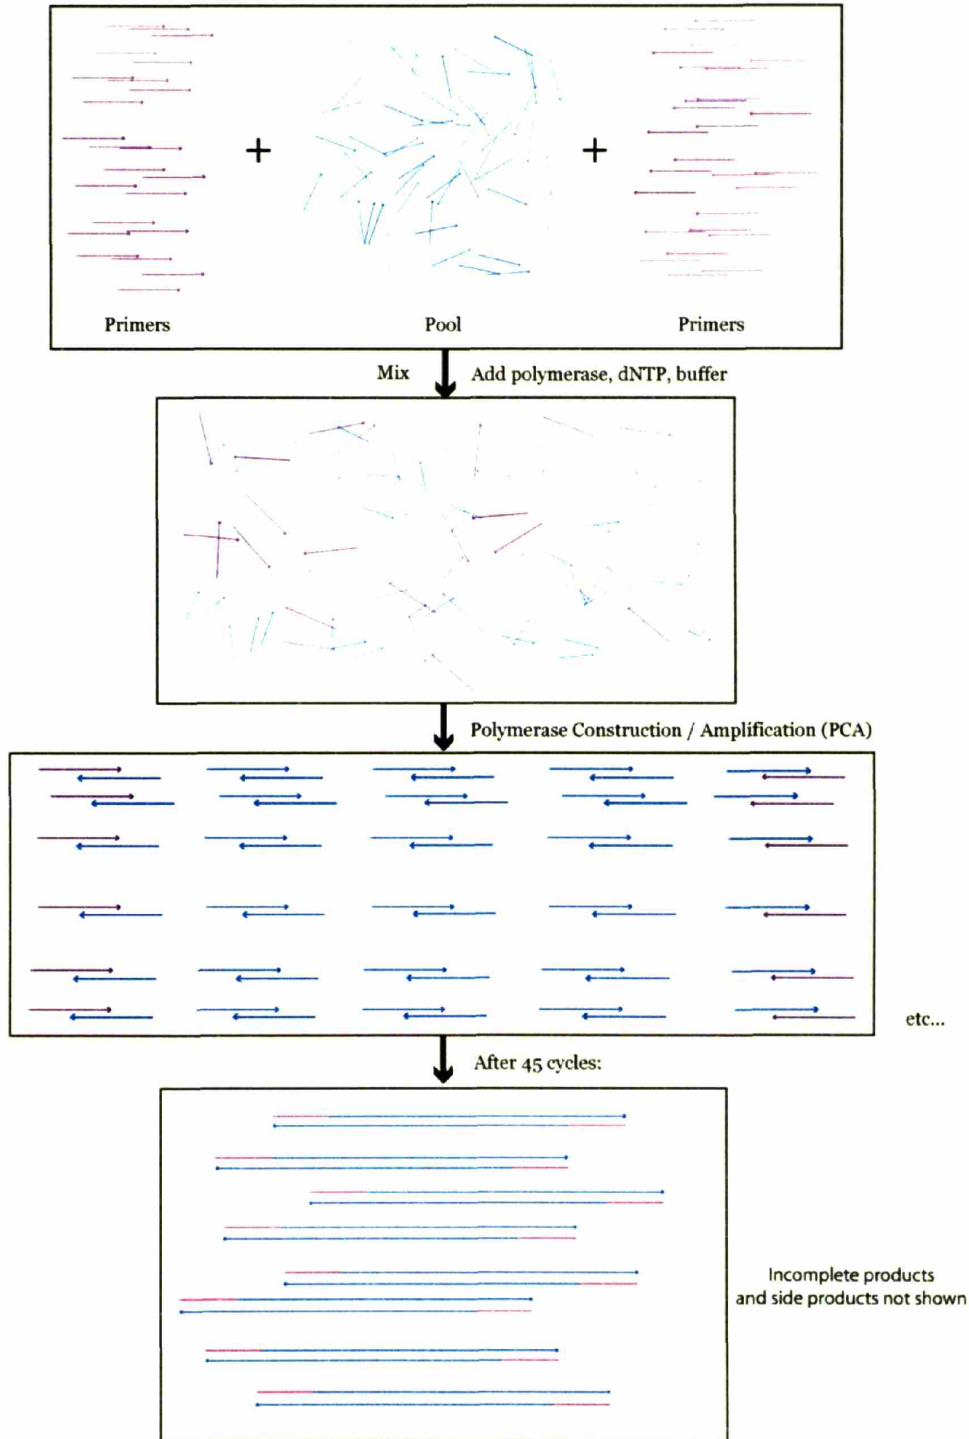 Primers
Pool
Primers
Mix
Add polymerase, dNTP, buffer
Polymerase Construction / Amplification (PCA)
etc...
After 45 cycles:
Incomplete products
and side products not shown